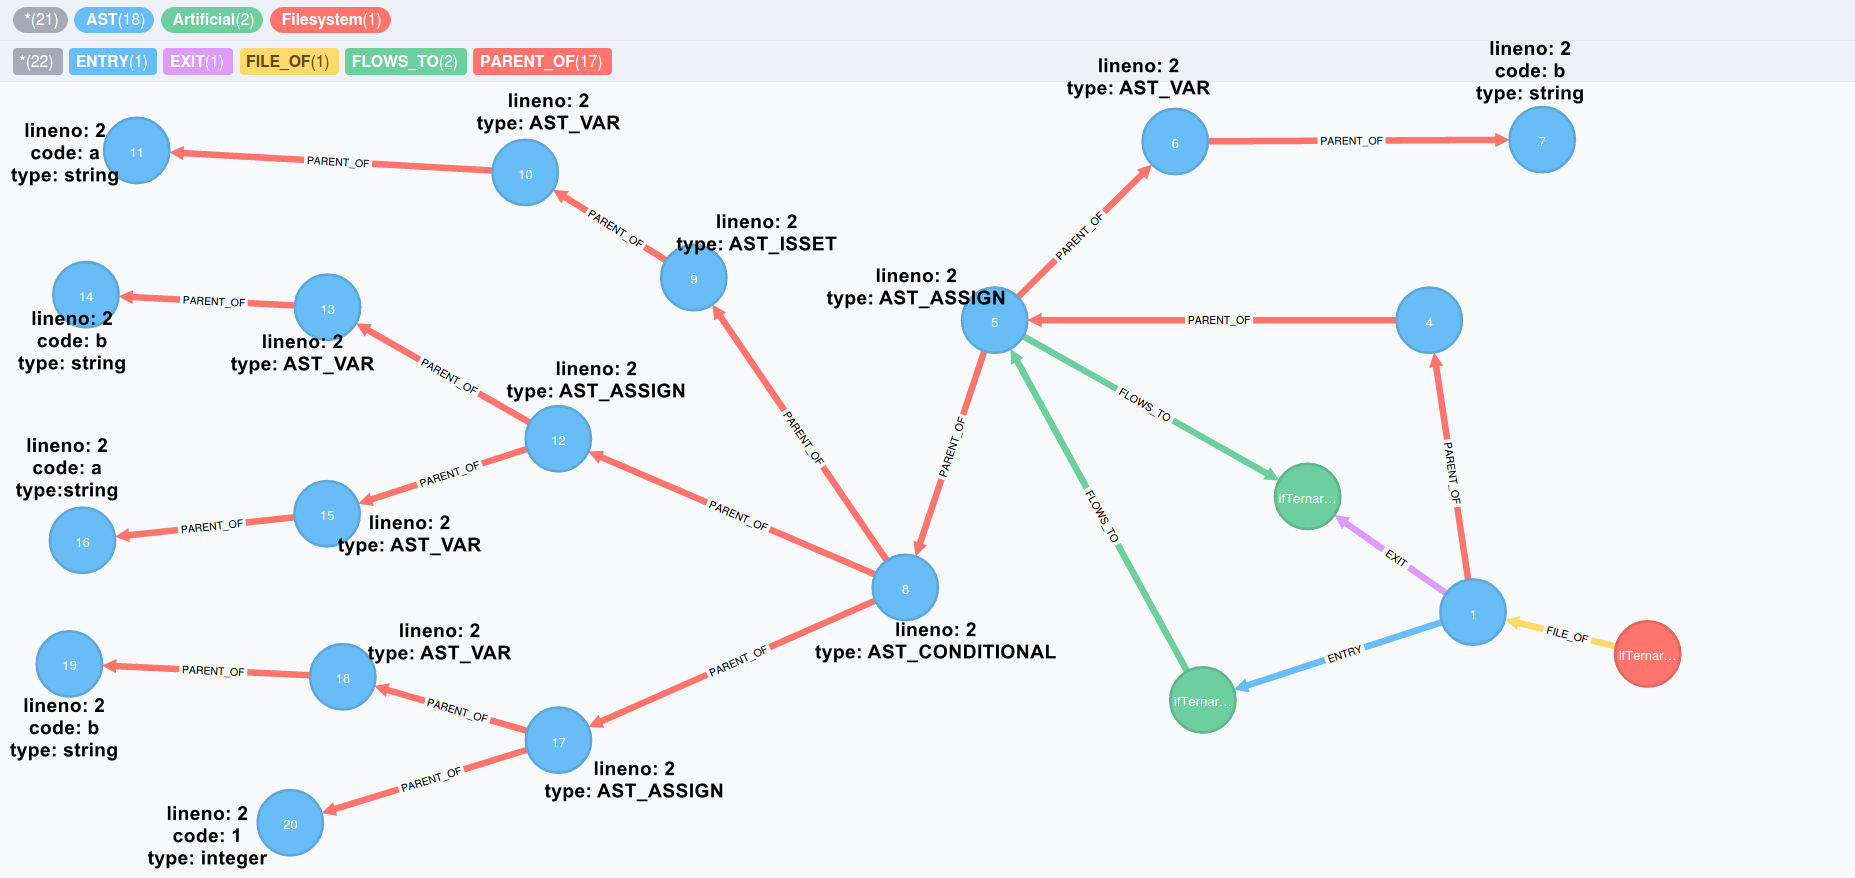 *(21) AST(18) Artificial(2) Filesystem(1)
*(22) ENTRY(1) EXIT(1) FILE_OF(1) FLOWS_TO(2) PARENT_OF(17)
lineno: 2
code: a
type: string
11
PARENT_OF
lineno: 2
type: AST_VAR
10
PARENT_OF
lineno: 2
type: AST_ISSET
9
PARENT_OF
14
lineno: 2
code: b
type: string
PARENT_OF
13
lineno: 2
type: AST_VAR
PARENT_OF
lineno: 2
type: AST_ASSIGN
12
PARENT_OF
PARENT_OF
lineno: 2
code: a
type:string
16
PARENT_OF
15
lineno: 2
type: AST_VAR
8
lineno: 2
type: AST_CONDITIONAL
PARENT_OF
19
lineno: 2
code: b
type: string
PARENT_OF
18
lineno: 2
type: AST_VAR
PARENT_OF
17
lineno: 2
type: AST_ASSIGN
PARENT_OF
20
lineno: 2
code: 1
type: integer
lineno: 2
type: AST_VAR
6
PARENT_OF
lineno: 2
code: b
type: string
7
PARENT_OF
lineno: 2
type: AST_ASSIGN
5
PARENT_OF
4
PARENT_OF
FLOWS_TO
FLOWS_TO
ifTernar...
PARENT_OF
EXIT
1
ENTRY
FILE_OF
ifTernar...
ifTernar...